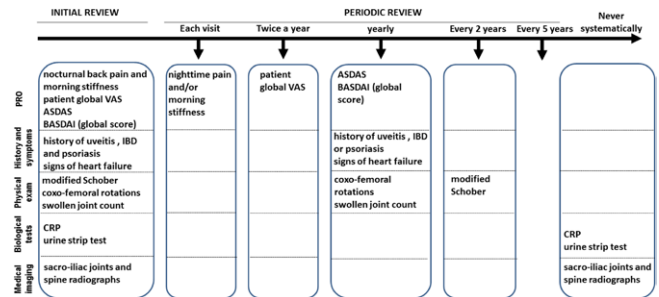 INITIAL REVIEW
PERIODIC REVIEW
Never
systematically
Each visit
Twice a year
yearly
Every 2 years
Every 5 years
PRO
nocturnal back pain and
morning stiffness
patient global VAS
ASDAS
BASDAI (global score)
nighttime pain
and/or
morning
stiffness
patient
global VAS
ASDAS
BASDAI (global
score)
History and
symptoms
history of uveitis , IBD
and psoriasis
signs of heart failure
history of uveitis, IBD
or psoriasis
signs of heart failure
Physical
exam
modified Schober
coxo-femoral rotations
swollen joint count
coxo-femoral
rotations
swollen joint count
modified
Schober
Biological
tests
CRP
urine strip test
CRP
urine strip test
Medical
imaging
sacro-iliac joints and
spine radiographs
sacro-iliac joints and
spine radiographs